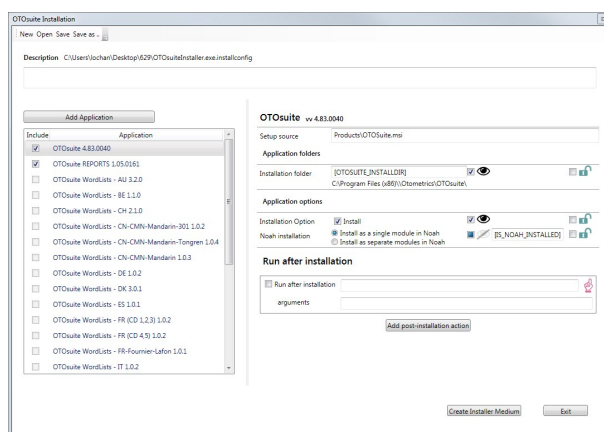 OTOsuite Installation
New Open Save Save as ..
Description C:\Users\lochan\Desktop\629\OTOsuiteInstaller.exe.installconfig
Add Application
Include Application
OTOsuite 4.83.0040
OTOsuite REPORTS 1.05.0161
OTOsuite WordLists - AU 3.2.0
OTOsuite WordLists - BE 1.1.0
OTOsuite WordLists - CH 2.1.0
OTOsuite WordLists - CN-CMN-Mandarin-301 1.0.2
OTOsuite WordLists - CN-CMN-Mandarin-Tongren 1.0.4
OTOsuite WordLists - CN-CMN-Mandarin 1.0.3
OTOsuite WordLists - DE 1.0.2
OTOsuite WordLists - DK 3.0.1
OTOsuite WordLists - ES 1.0.1
OTOsuite WordLists - FR (CD 1,2,3) 1.0.2
OTOsuite WordLists - FR (CD 4,5) 1.0.2
OTOsuite WordLists - FR-Fournier-Lafon 1.0.1
OTOsuite WordLists - IT 1.0.2
OTOsuite vv 4.83.0040
Setup source Products\OTOSuite.msi
Application folders
Installation folder [OTOSUITE_INSTALLDIR]
C:\Program Files (x86)\\Otometrics\OTOsuite\
Application options
Installation Option Install
Noah installation Install as a single module in Noah [IS_NOAH_INSTALLED]
Install as separate modules in Noah
Run after installation
Run after installation
arguments
Add post-installation action
Create Installer Medium Exit